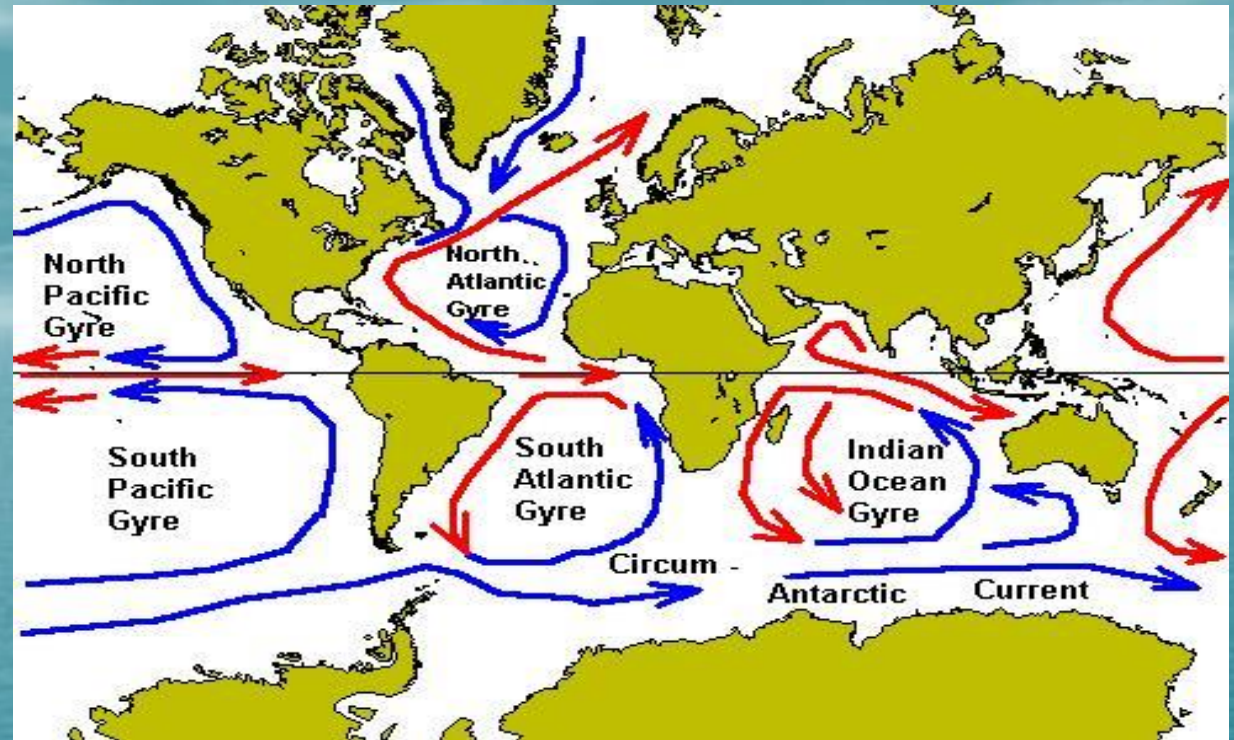 North
Pacific
Gyre
North..
Atlantic
Gyre
South
Pacific
Gyre
South
Atlantic
Gyre
Indian
Ocean
Gyre
Circum -
Antarctic Current